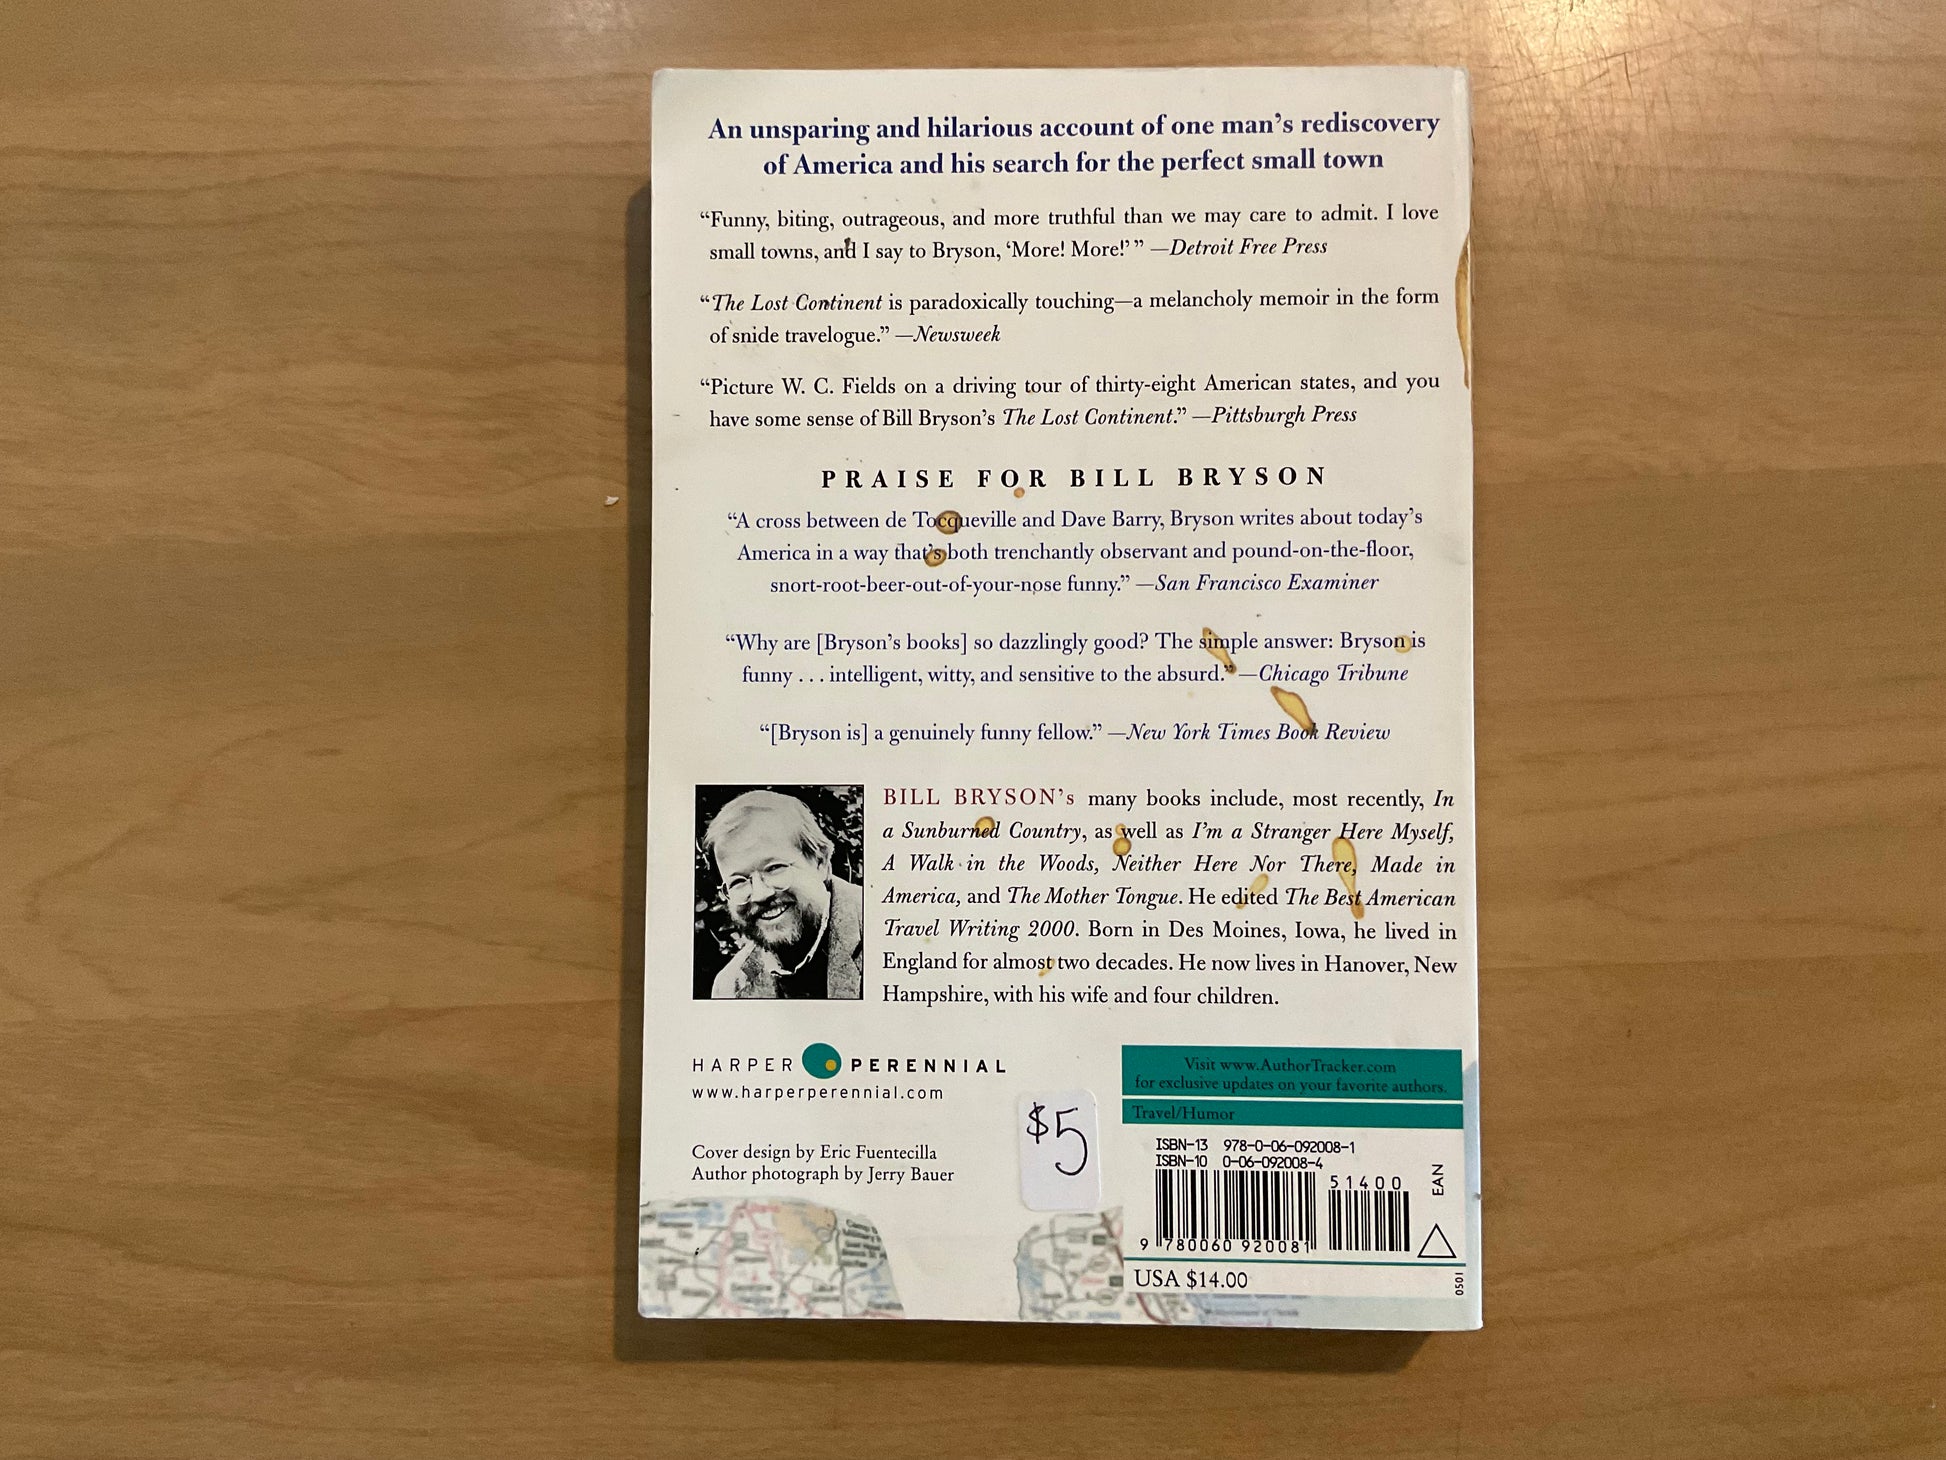 An unsparing and hilarious account of one man's rediscovery
of America and his search for the perfect small town
“Funny, biting, outrageous, and more truthful than we may care to admit. I love
small towns, and I say to Bryson, ‘More! More!’ ” —Detroit Free Press
“The Lost Continent is paradoxically touching—a melancholy memoir in the form
of snide travelogue.” —Newsweek
“Picture W. C. Fields on a driving tour of thirty-eight American states, and you
have some sense of Bill Bryson’s The Lost Continent.” —Pittsburgh Press
PRAISE FOR BILL BRYSON
“A cross between de Tocqueville and Dave Barry, Bryson writes about today’s
America in a way that’s both trenchantly observant and pound-on-the-floor,
snort-root-beer-out-of-your-nose funny.” —San Francisco Examiner
“Why are [Bryson’s books] so dazzlingly good? The simple answer: Bryson is
funny . . . intelligent, witty, and sensitive to the absurd.” —Chicago Tribune
“[Bryson is] a genuinely funny fellow.” —New York Times Book Review
BILL BRYSON’s many books include, most recently, In
a Sunburned Country, as well as I’m a Stranger Here Myself,
A Walk in the Woods, Neither Here Nor There, Made in
America, and The Mother Tongue. He edited The Best American
Travel Writing 2000. Born in Des Moines, Iowa, he lived in
England for almost two decades. He now lives in Hanover, New
Hampshire, with his wife and four children.
HARPER PERENNIAL
www.harperperennial.com
Cover design by Eric Fuentecilla
Author photograph by Jerry Bauer
$5
Visit www.AuthorTracker.com
for exclusive updates on your favorite authors.
Travel/Humor
ISBN-13 978-0-06-092008-1
ISBN-10 0-06-092008-4
51400
EAN
9 780060 920081
USA $14.00
0501